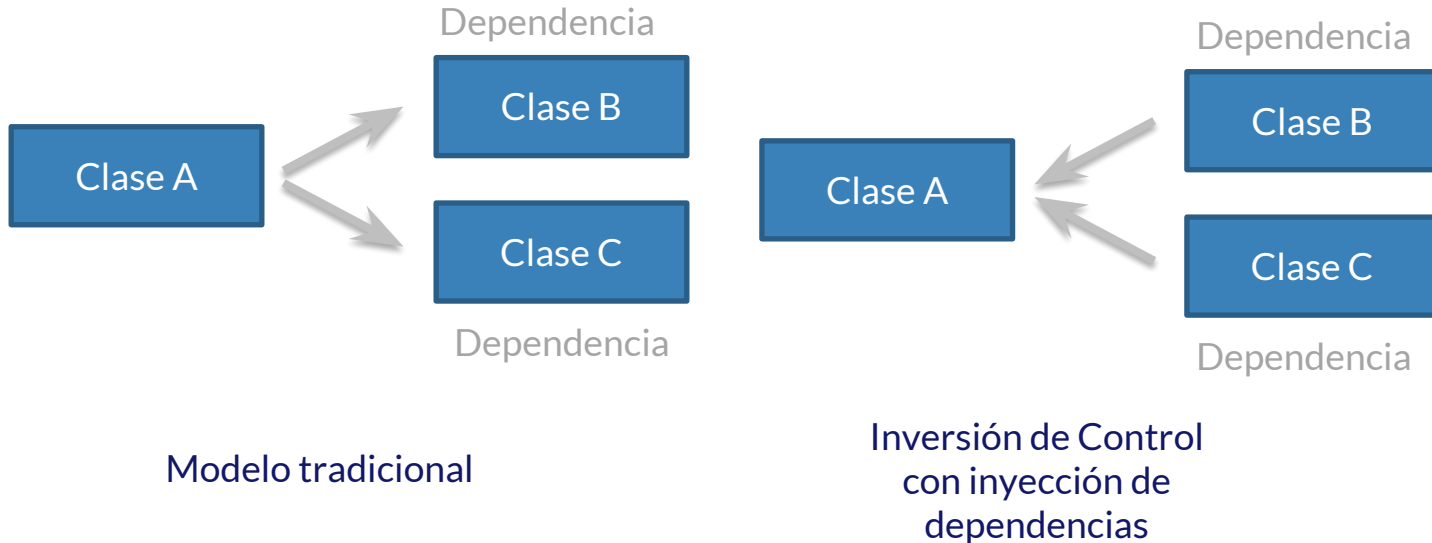 Dependencia
Clase B
Clase A
Clase C
Dependencia
Modelo tradicional
Dependencia
Clase B
Clase A
Clase C
Dependencia
Inversión de Control
con inyección de
dependencias